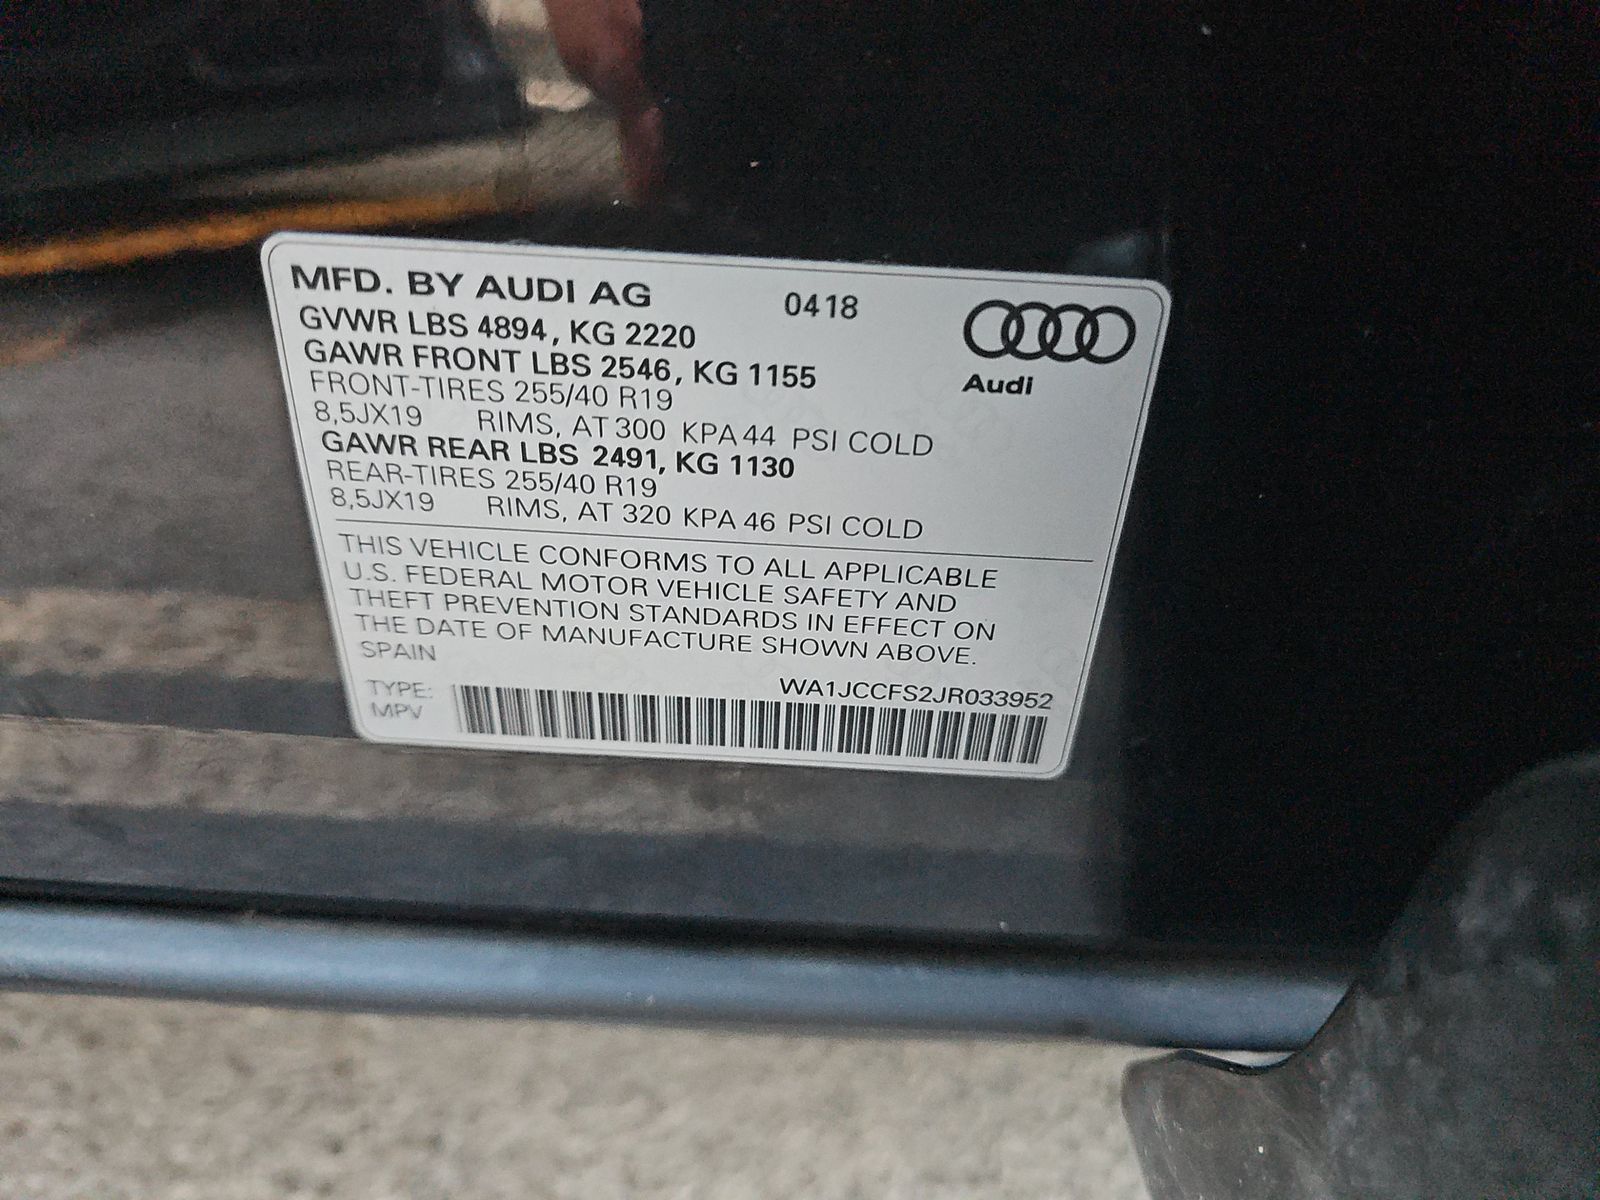 MFD. BY AUDI AG 0418
GVWR LBS 4894, KG 2220
GAWR FRONT LBS 2546, KG 1155
FRONT-TIRES 255/40 R19
8,5JX19 RIMS, AT 300 KPA 44 PSI COLD
GAWR REAR LBS 2491, KG 1130
REAR-TIRES 255/40 R19
8,5JX19 RIMS, AT 320 KPA 46 PSI COLD
Audi
THIS VEHICLE CONFORMS TO ALL APPLICABLE
U.S. FEDERAL MOTOR VEHICLE SAFETY AND
THEFT PREVENTION STANDARDS IN EFFECT ON
THE DATE OF MANUFACTURE SHOWN ABOVE.
SPAIN
WA1JCCFS2JR033952
TYPE:
MPV